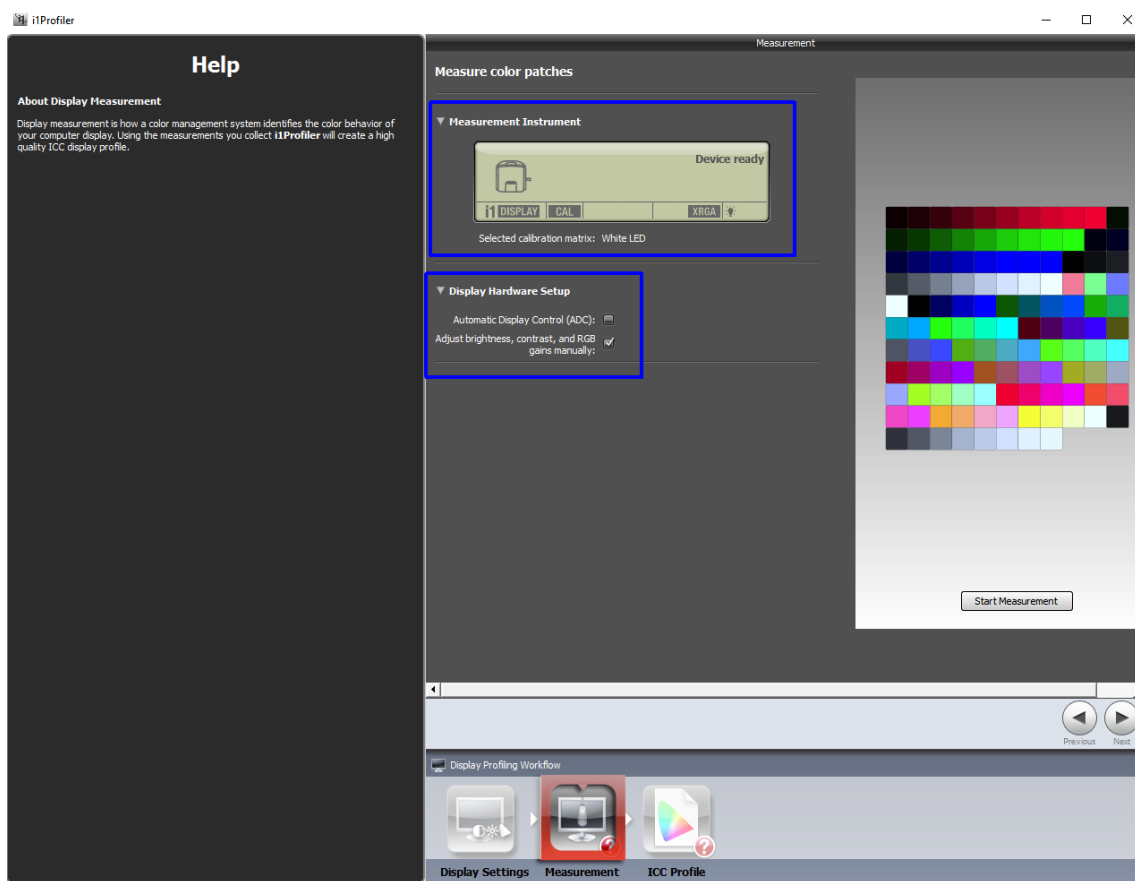 i1Profiler
Help
About Display Measurement
Display measurement is how a color management system identifies the color behavior of
your computer display. Using the measurements you collect i1Profiler will create a high
quality ICC display profile.
Measurement
Measure color patches
Measurement Instrument
Device ready
i1 DISPLAY CAL XRGA
Selected calibration matrix: White LED
Display Hardware Setup
Automatic Display Control (ADC):
Adjust brightness, contrast, and RGB
gains manually:
Start Measurement
Previous Next
Display Profiling Workflow
Display Settings Measurement ICC Profile